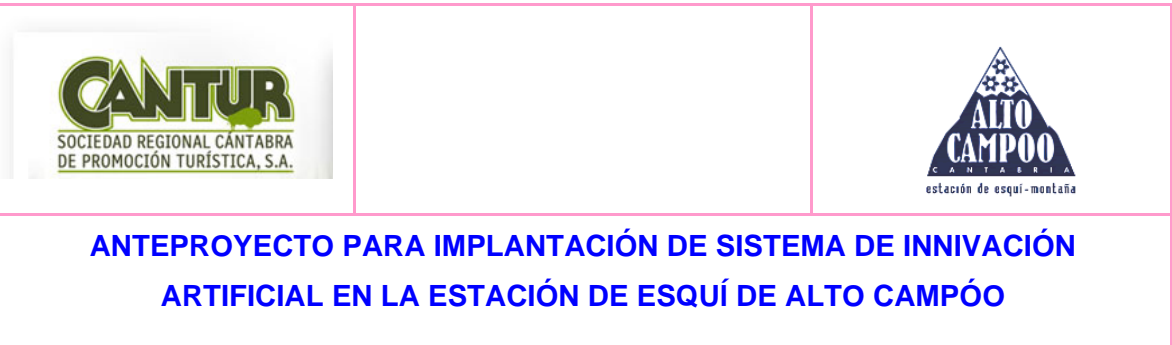 CANTUR
SOCIEDAD REGIONAL CÁNTABRA
DE PROMOCIÓN TURÍSTICA, S.A.
ALTO
CAMPOO
CANTABRIA
estación de esquí-montaña
ANTEPROYECTO PARA IMPLANTACIÓN DE SISTEMA DE INNIVACIÓN
ARTIFICIAL EN LA ESTACIÓN DE ESQUÍ DE ALTO CAMPÓO